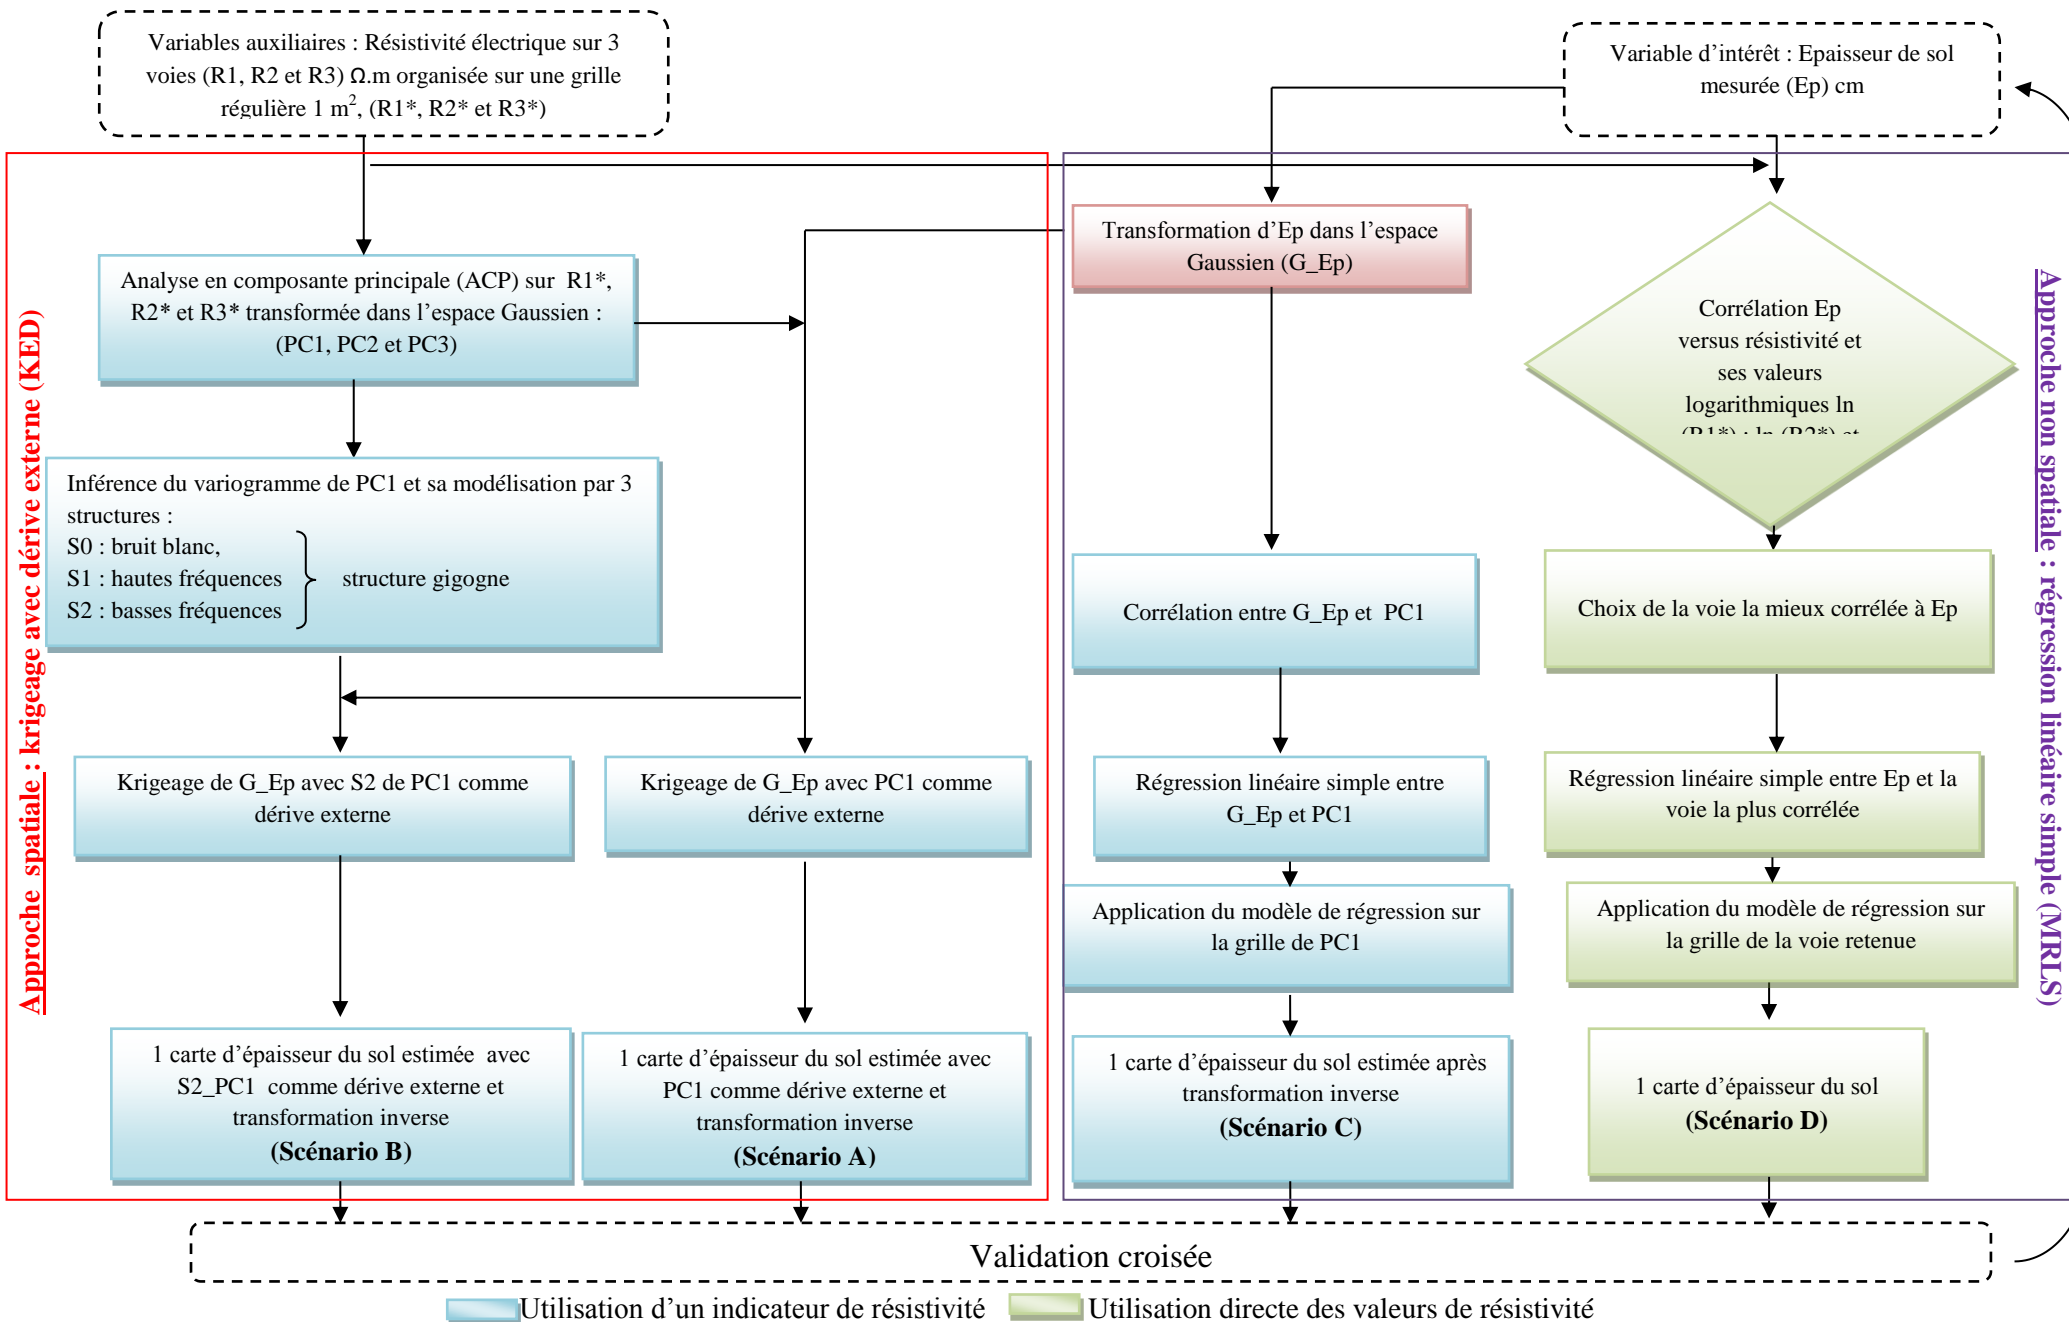 Variables auxiliaires : Résistivité électrique sur 3
voies (R1, R2 et R3) Ω.m organisée sur une grille
régulière 1 m², (R1*, R2* et R3*)
Variable d’intérêt : Epaisseur de sol
mesurée (Ep) cm
Approche spatiale : krigeage avec dérive externe (KED)
Analyse en composante principale (ACP) sur R1*,
R2* et R3* transformée dans l’espace Gaussien :
(PC1, PC2 et PC3)
Inférence du variogramme de PC1 et sa modélisation par 3
structures :
S0 : bruit blanc,
S1 : hautes fréquences
S2 : basses fréquences
structure gigogne
Krigeage de G_Ep avec S2 de PC1 comme
dérive externe
Krigeage de G_Ep avec PC1 comme
dérive externe
1 carte d’épaisseur du sol estimée avec
S2_PC1 comme dérive externe et
transformation inverse
(Scénario B)
1 carte d’épaisseur du sol estimée avec
PC1 comme dérive externe et
transformation inverse
(Scénario A)
Transformation d’Ep dans l’espace
Gaussien (G_Ep)
Corrélation entre G_Ep et PC1
Régression linéaire simple entre
G_Ep et PC1
Application du modèle de régression sur
la grille de PC1
1 carte d’épaisseur du sol estimée après
transformation inverse
(Scénario C)
Corrélation Ep
versus résistivité et
ses valeurs
logarithmiques ln
(R1*) ; ln (R2*) et
Choix de la voie la mieux corrélée à Ep
Régression linéaire simple entre Ep et la
voie la plus corrélée
Application du modèle de régression sur
la grille de la voie retenue
1 carte d’épaisseur du sol
(Scénario D)
Approche non spatiale : régression linéaire simple (MRLS)
Validation croisée
Utilisation d’un indicateur de résistivité
Utilisation directe des valeurs de résistivité